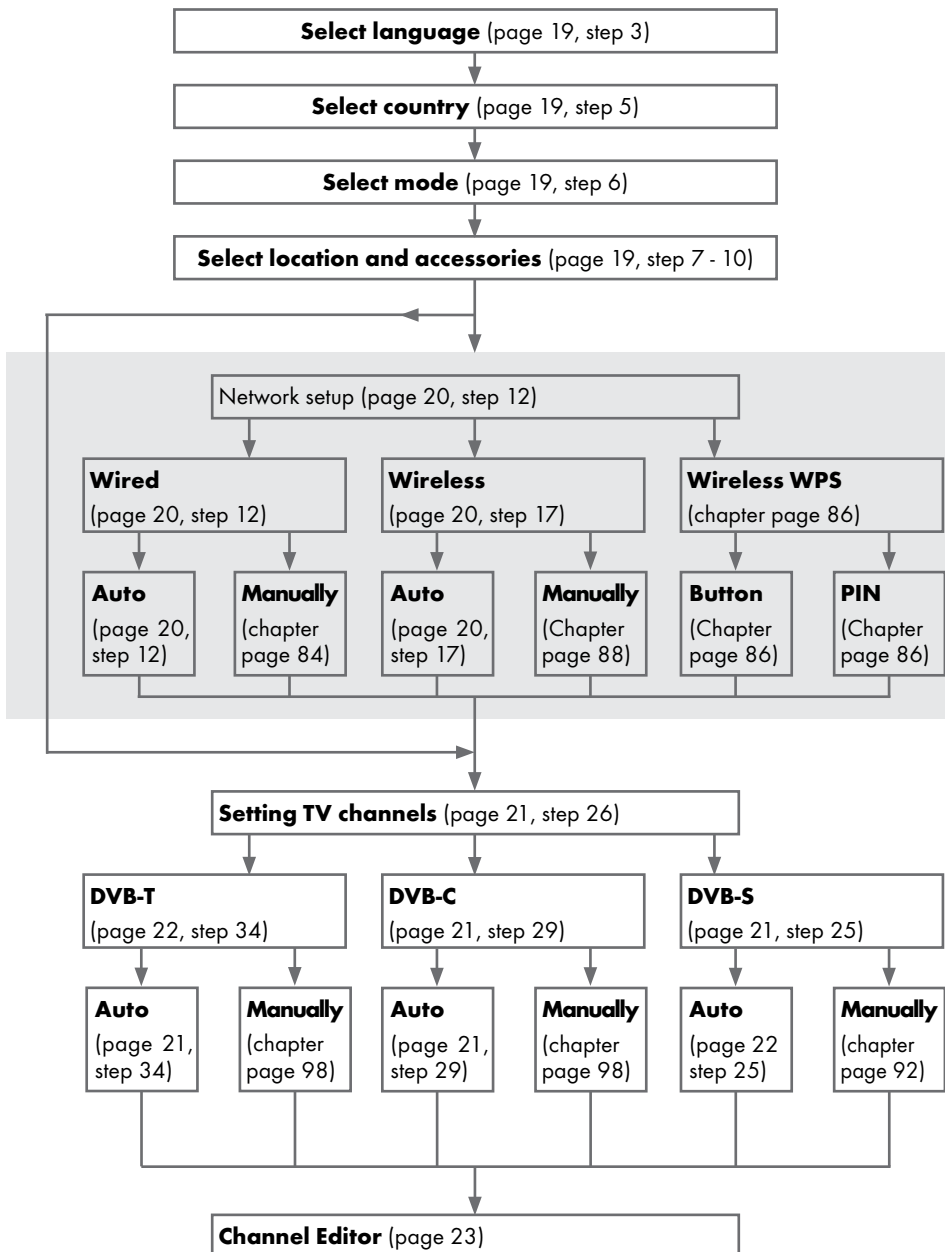 Select language (page 19, step 3)
Select country (page 19, step 5)
Select mode (page 19, step 6)
Select location and accessories (page 19, step 7 - 10)
Network setup (page 20, step 12)
Wired
(page 20, step 12)
Wireless
(page 20, step 17)
Wireless WPS
(chapter page 86)
Auto
(page 20,
step 12)
Manually
(chapter
page 84)
Auto
(page 20,
step 17)
Manually
(Chapter
page 88)
Button
(Chapter
page 86)
PIN
(Chapter
page 86)
Setting TV channels (page 21, step 26)
DVB-T
(page 22, step 34)
DVB-C
(page 21, step 29)
DVB-S
(page 21, step 25)
Auto
(page 21,
step 34)
Manually
(chapter
page 98)
Auto
(page 21,
step 29)
Manually
(chapter
page 98)
Auto
(page 22
step 25)
Manually
(chapter
page 92)
Channel Editor (page 23)